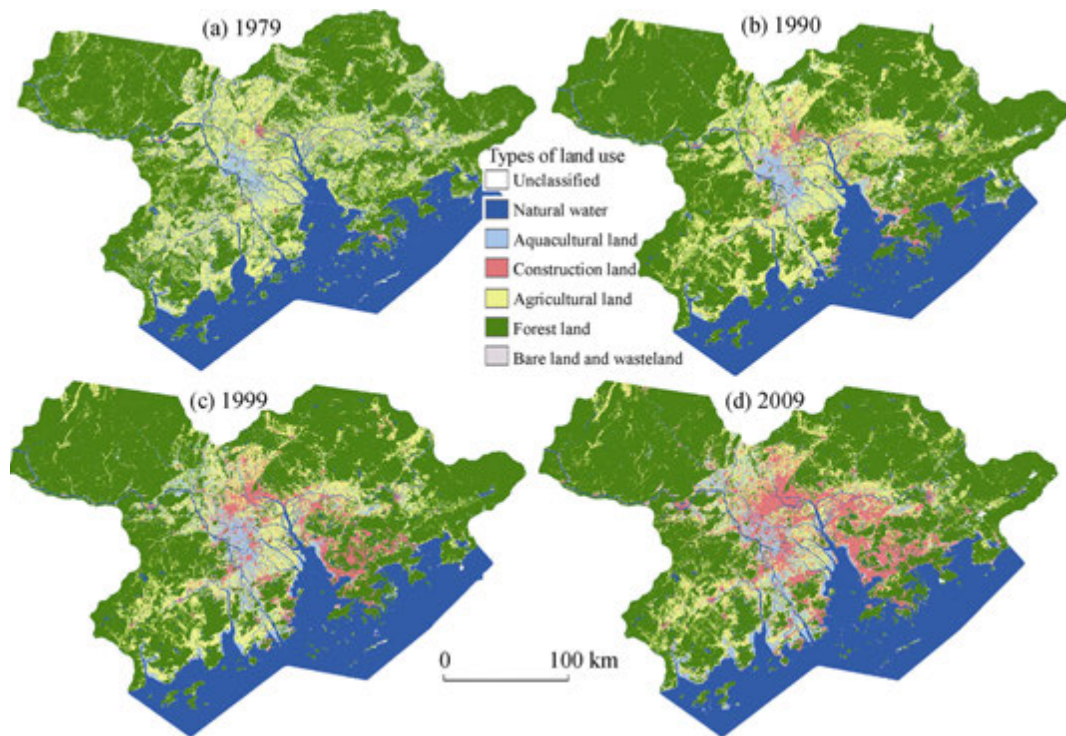 (a) 1979
(b) 1990
Types of land use
Unclassified
Natural water
Aquacultural land
Construction land
Agricultural land
Forest land
Bare land and wasteland
(c) 1999
(d) 2009
0 100 km